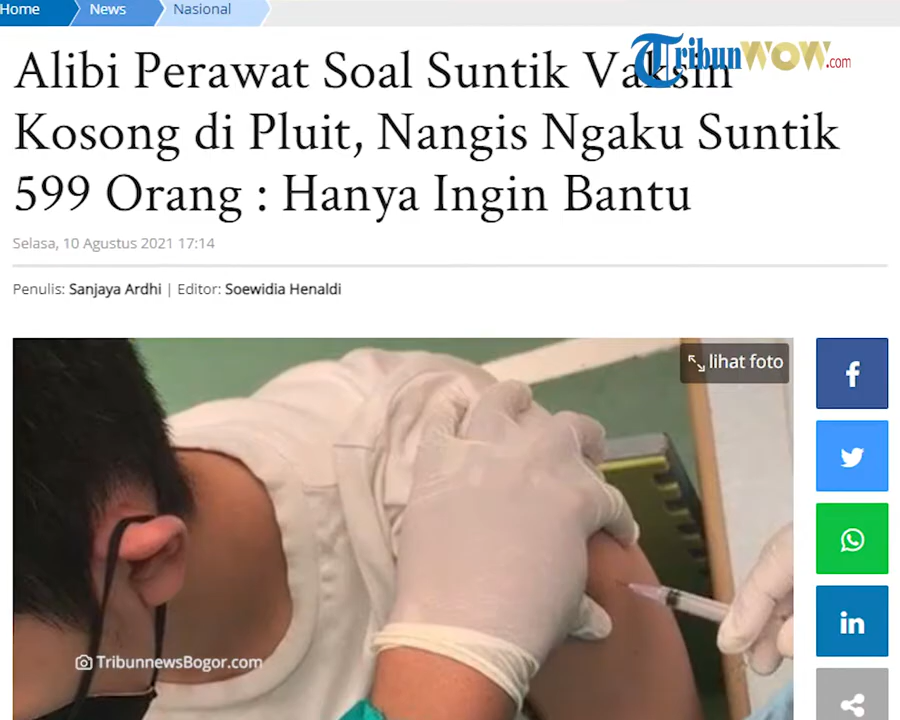 Home News Nasional
TribunWOW.com
Alibi Perawat Soal Suntik Vaksin
Kosong di Pluit, Nangis Ngaku Suntik
599 Orang : Hanya Ingin Bantu
Selasa, 10 Agustus 2021 17:14
Penulis: Sanjaya Ardhi | Editor: Soewidia Henaldi
lihat foto
TribunnewsBogor.com